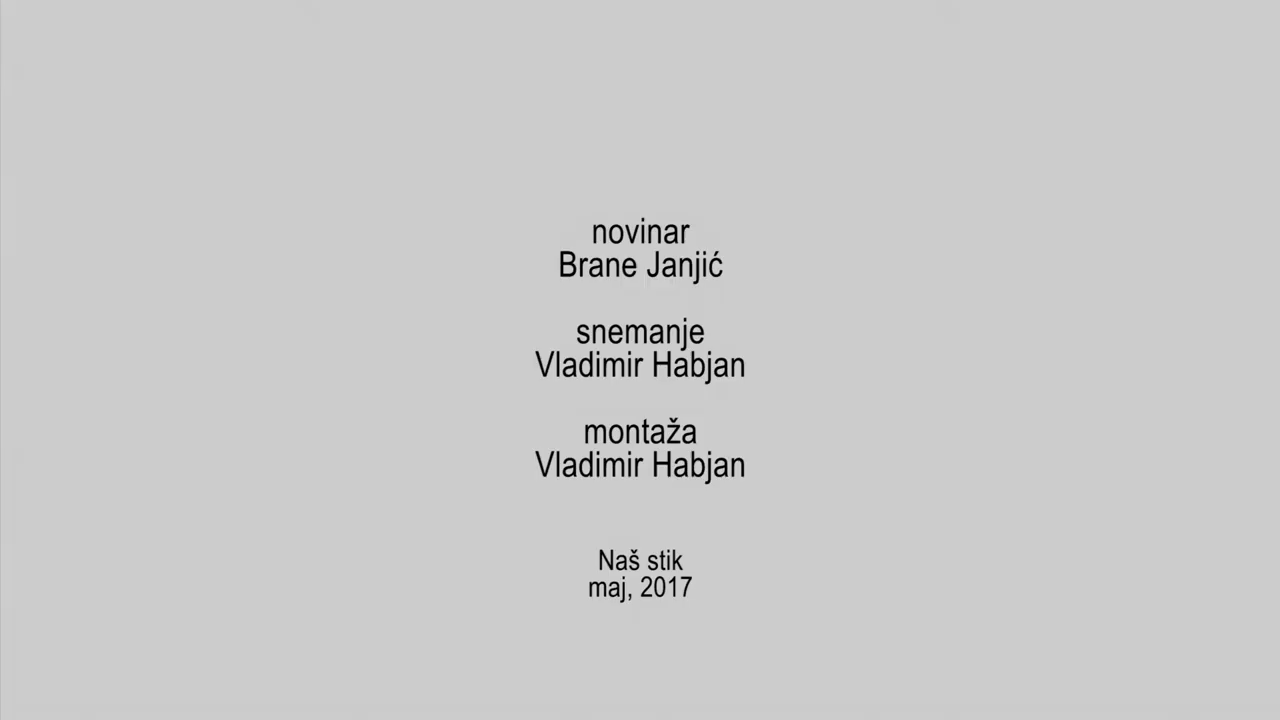 novinar
Brane Janjić
snemanje
Vladimir Habjan
montaža
Vladimir Habjan
Naš stik
maj, 2017